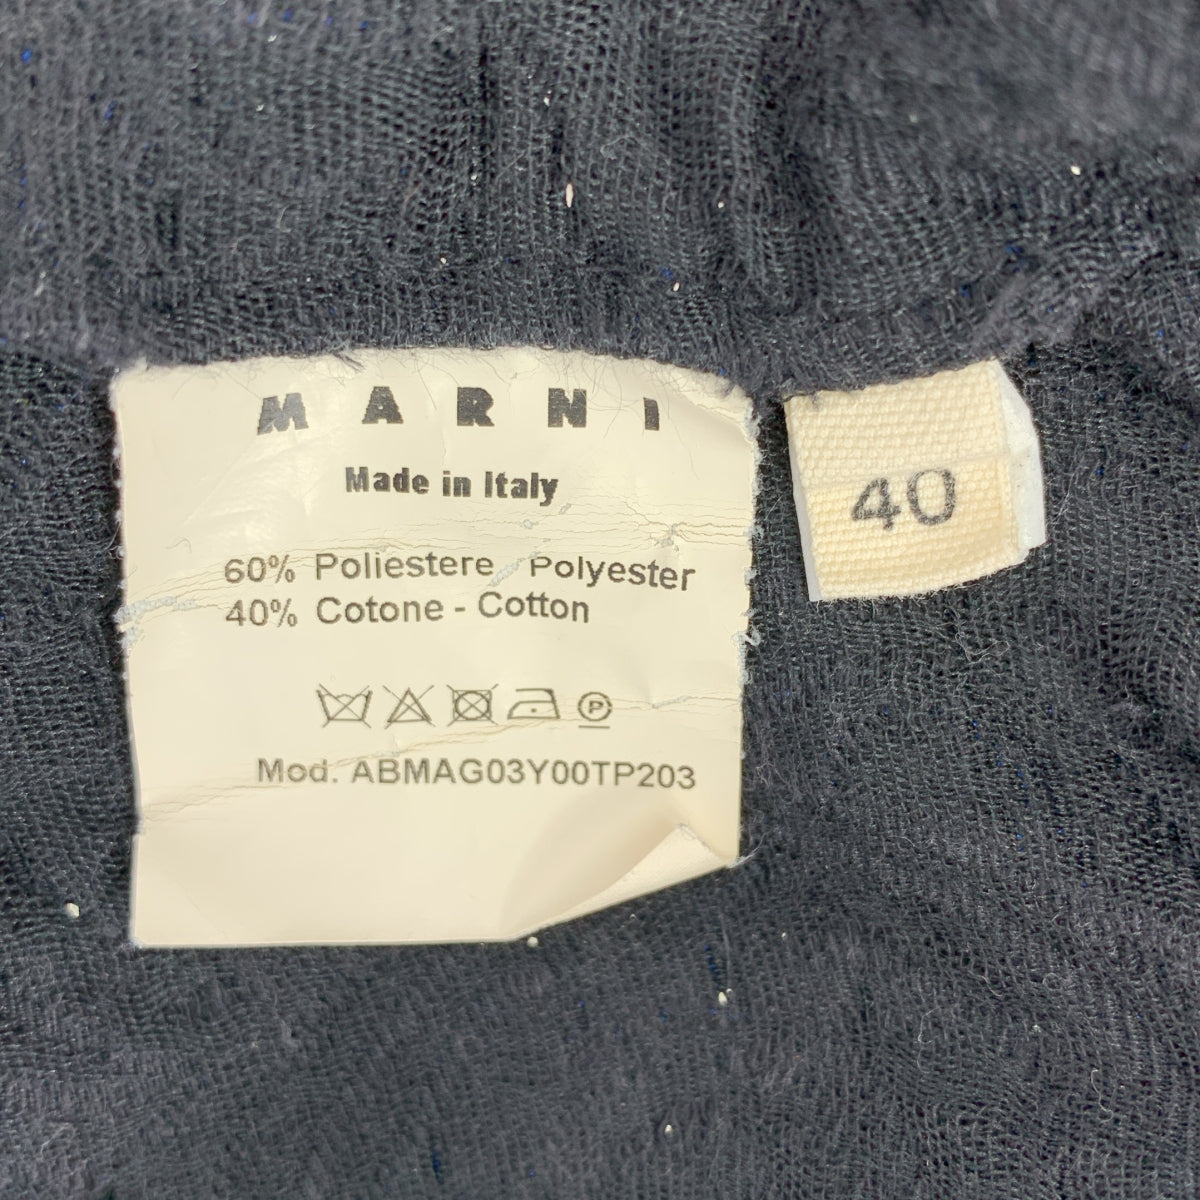 MARNI
Made in Italy
60% Poliestere - Polyester
40% Cotone - Cotton
P
Mod. ABMAG03Y00TP203
40